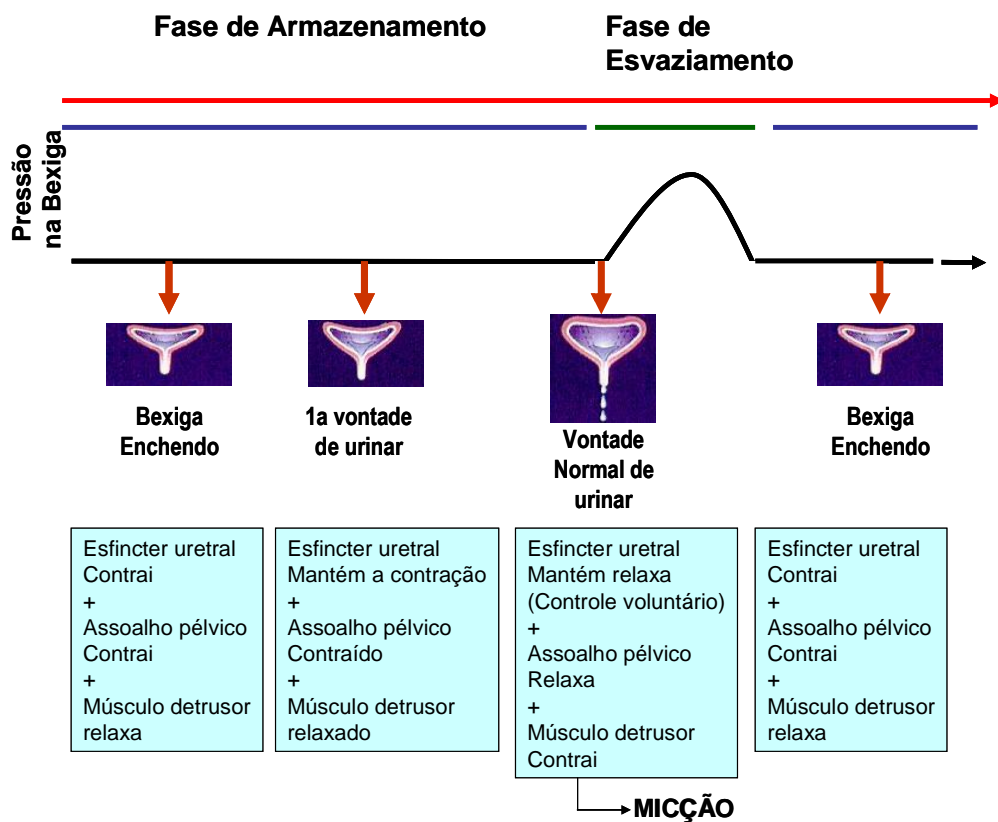 Fase de Armazenamento
Fase de
Esvaziamento
Pressão
na Bexiga
Bexiga
Enchendo
1a vontade
de urinar
Vontade
Normal de
urinar
Bexiga
Enchendo
Esfincter uretral
Contrai
+
Assoalho pélvico
Contrai
+
Músculo detrusor
relaxa
Esfincter uretral
Mantém a contração
+
Assoalho pélvico
Contraído
+
Músculo detrusor
relaxado
Esfincter uretral
Mantém relaxa
(Controle voluntário)
+
Assoalho pélvico
Relaxa
+
Músculo detrusor
Contrai
Esfincter uretral
Contrai
+
Assoalho pélvico
Contrai
+
Músculo detrusor
relaxa
MICÇÃO